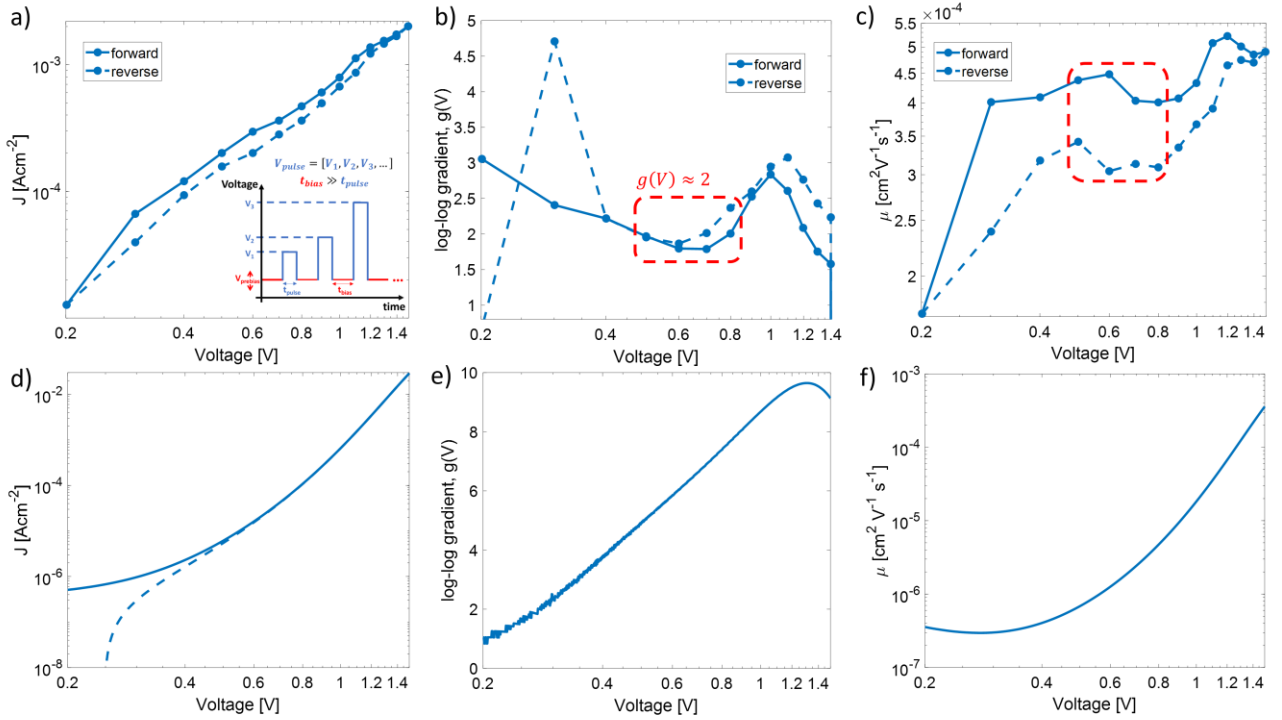 a)
forward
reverse
10^-3
10^-4
J [Acm^-2]
V_pulse = [V_1, V_2, V_3, ...]
t_bias ≫ t_pulse
Voltage
V_3
V_2
V_1
V_prebias
t_pulse
t_bias
...
time
0.2 0.4 0.6 0.8 1 1.2 1.4
Voltage [V]
b)
forward
reverse
5
4.5
4
3.5
3
2.5
2
1.5
1
log-log gradient, g(V)
g(V) ≈ 2
0.2 0.4 0.6 0.8 1 1.2 1.4
Voltage [V]
c)
×10^-4
forward
reverse
5.5
5
4.5
4
3.5
3
2.5
2
μ [cm^2 V^-1 s^-1]
0.2 0.4 0.6 0.8 1 1.2 1.4
Voltage [V]
d)
10^-2
10^-4
10^-6
10^-8
J [Acm^-2]
0.2 0.4 0.6 0.8 1 1.2 1.4
Voltage [V]
e)
10
8
6
4
2
0
log-log gradient, g(V)
0.2 0.4 0.6 0.8 1 1.2 1.4
Voltage [V]
f)
10^-3
10^-4
10^-5
10^-6
10^-7
μ [cm^2 V^-1 s^-1]
0.2 0.4 0.6 0.8 1 1.2 1.4
Voltage [V]